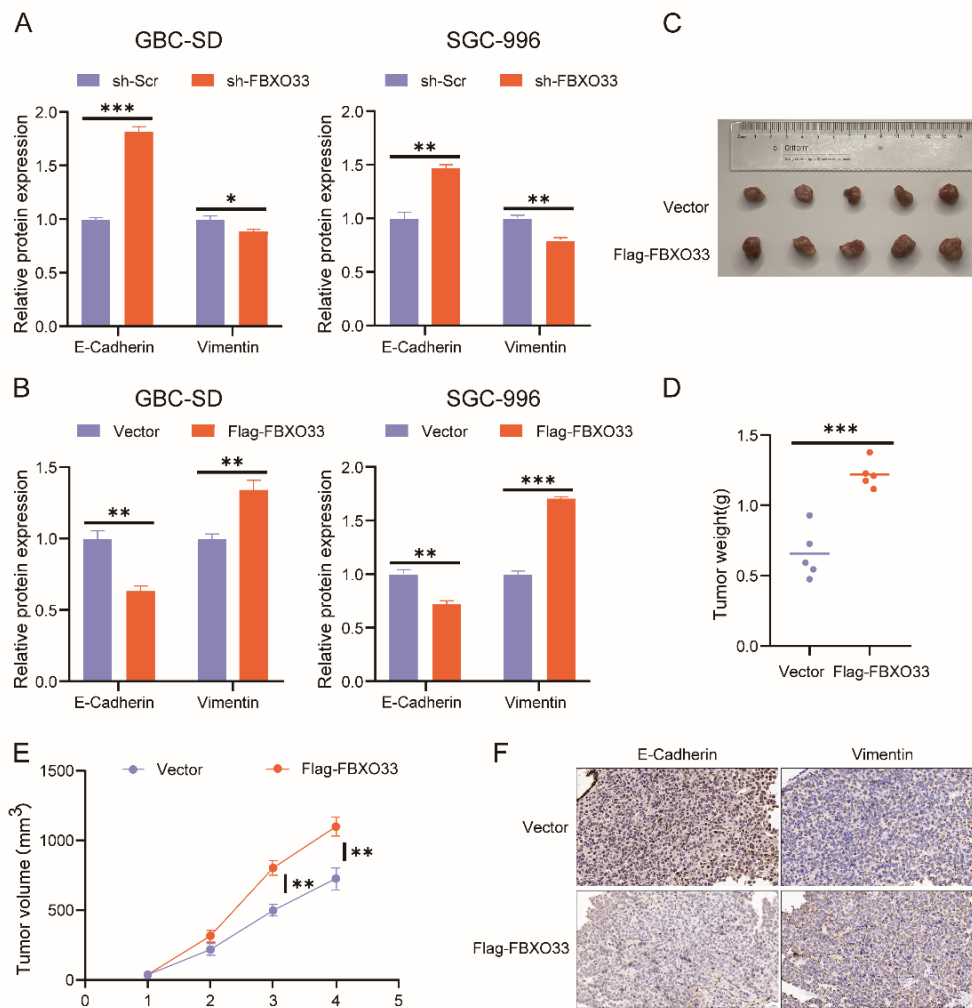 A
GBC-SD
SGC-996
sh-Scr sh-FBXO33
sh-Scr sh-FBXO33
Relative protein expression
2.0
1.5
1.0
0.5
0.0
***
*
E-Cadherin Vimentin
Relative protein expression
2.0
1.5
1.0
0.5
0.0
**
**
E-Cadherin Vimentin
C
Vector
Flag-FBXO33
B
GBC-SD
SGC-996
Vector Flag-FBXO33
Vector Flag-FBXO33
Relative protein expression
1.5
1.0
0.5
0.0
**
**
E-Cadherin Vimentin
Relative protein expression
2.0
1.5
1.0
0.5
0.0
**
***
E-Cadherin Vimentin
D
Tumor weight(g)
1.5
1.0
0.5
0.0
***
Vector Flag-FBXO33
E
Vector Flag-FBXO33
Tumor volume (mm³)
1500
1000
500
0
**
**
0 1 2 3 4 5
F
E-Cadherin Vimentin
Vector
Flag-FBXO33